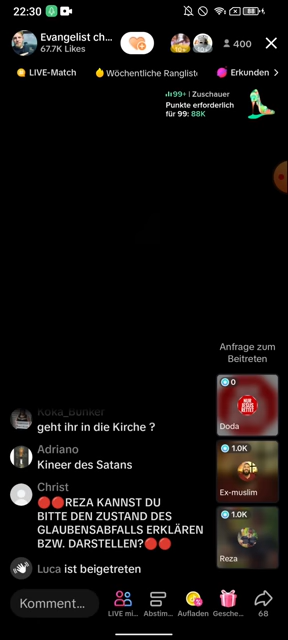 22:30
88
Evangelist ch...
67.7K Likes
400
LIVE-Match
Wöchentliche Rangliste
Erkunden
99+ | Zuschauer
Punkte erforderlich
für 99: 88K
Anfrage zum
Beitreten
0
Doda
1.0K
Ex-muslim
1.0K
Reza
Koka_Bunker
geht ihr in die Kirche ?
Adriano
Kineer des Satans
Christ
🔴🔴REZA KANNST DU
BITTE DEN ZUSTAND DES
GLAUBENSABFALLS ERKLÄREN
BZW. DARSTELLEN?🔴🔴
Luca ist beigetreten
Komment...
LIVE mi...
Abstim...
Aufladen
Gesche...
68